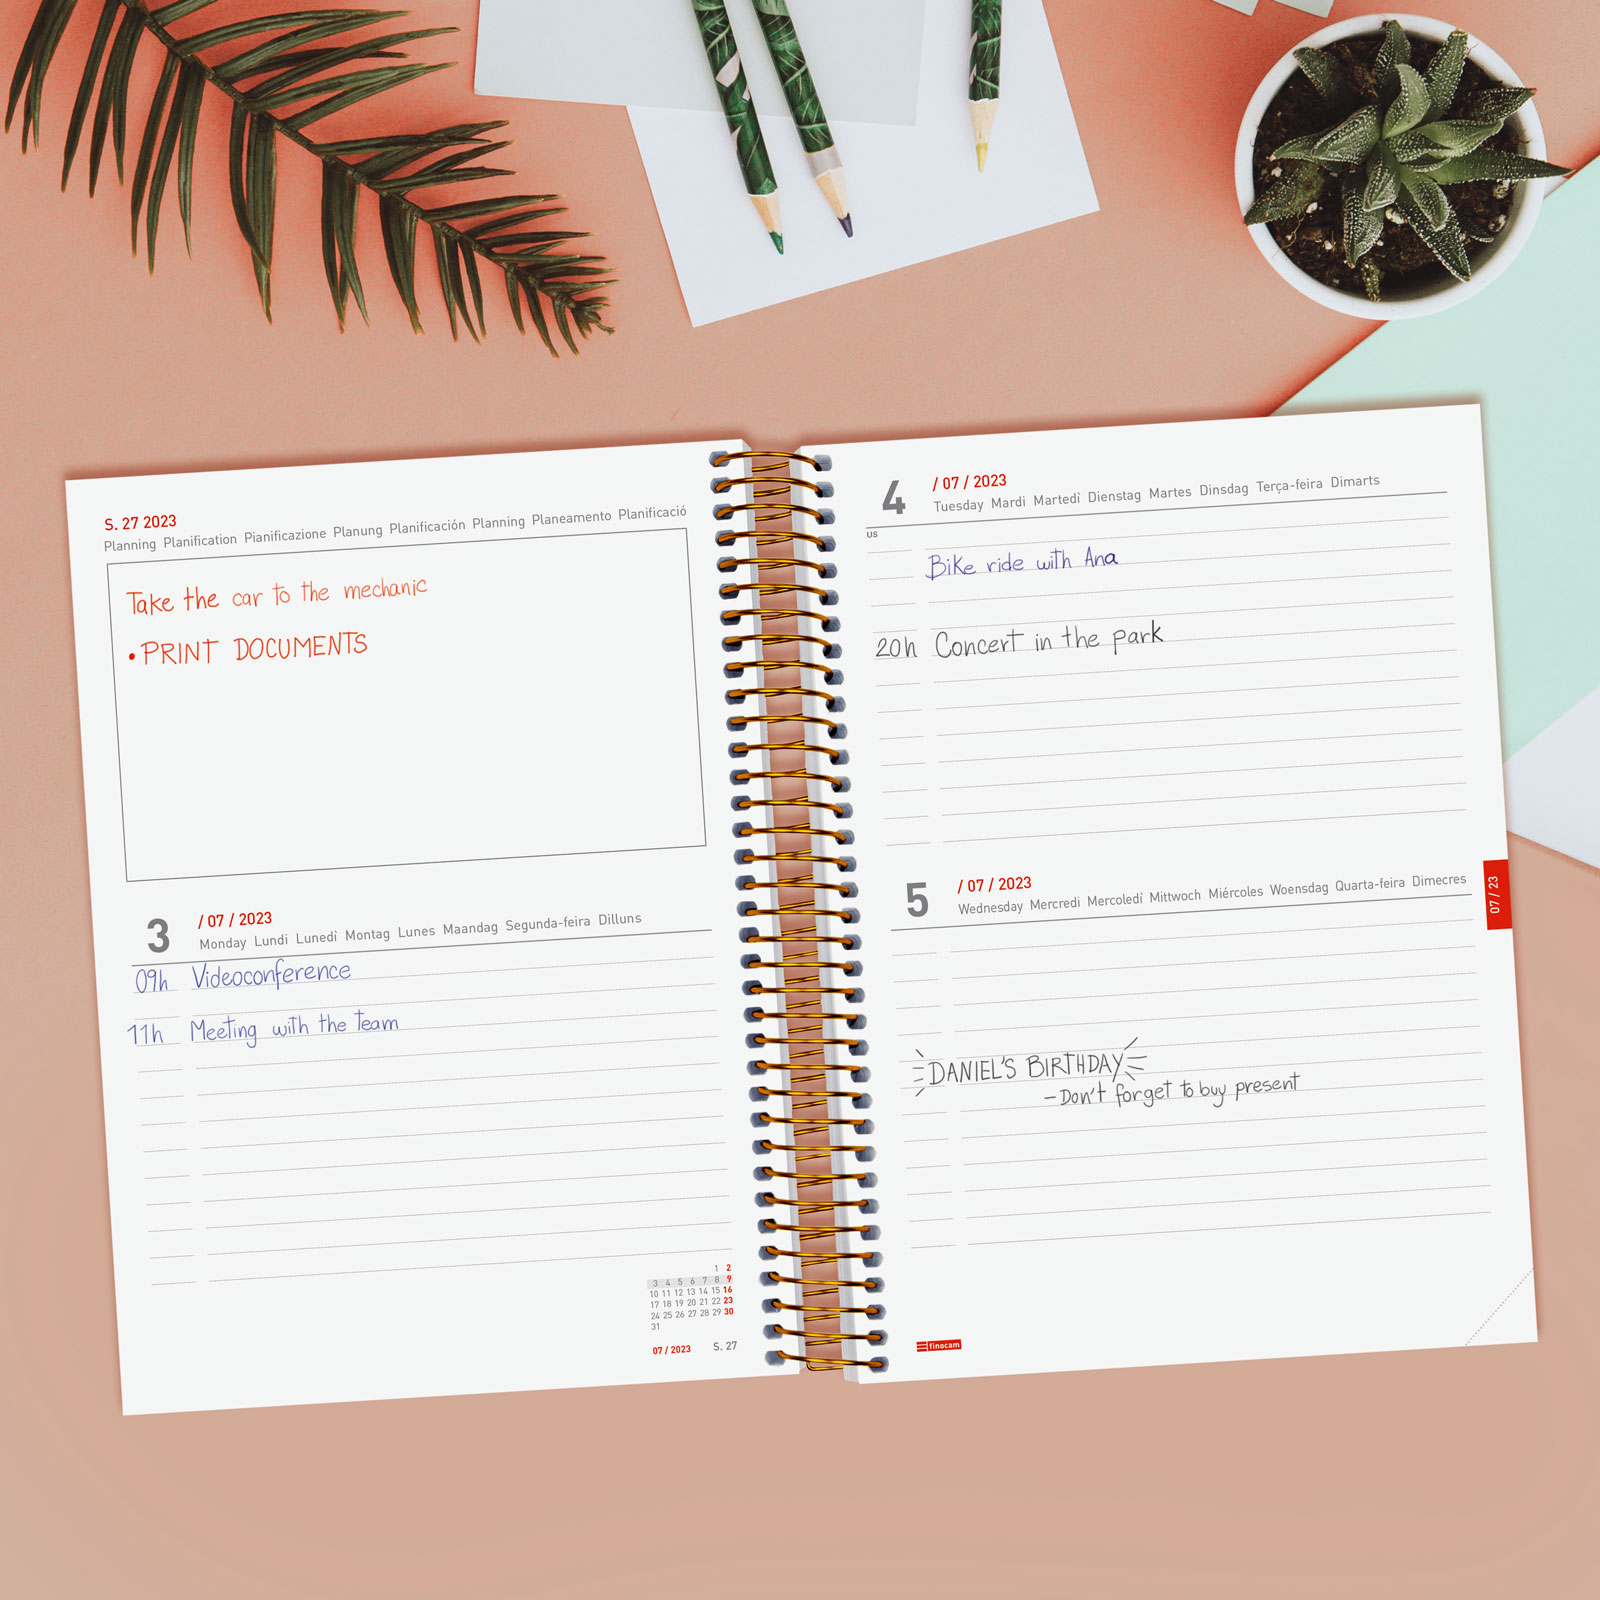 S. 27 2023
Planning Planification Pianificazione Planung Planificación Planning Planeamento Planificació
Take the car to the mechanic
• PRINT DOCUMENTS
3 / 07 / 2023
Monday Lundi Lunedì Montag Lunes Maandag Segunda-feira Dilluns
09h Videoconference
11h Meeting with the team
1 2
3 4 5 6 7 8 9
10 11 12 13 14 15 16
17 18 19 20 21 22 23
24 25 26 27 28 29 30
31
07 / 2023 S. 27
4 / 07 / 2023
Tuesday Mardi Martedì Dienstag Martes Dinsdag Terça-feira Dimarts
US
Bike ride with Ana
20h Concert in the park
5 / 07 / 2023
Wednesday Mercredi Mercoledì Mittwoch Miércoles Woensdag Quarta-feira Dimecres
07 / 23
DANIEL'S BIRTHDAY
- Don't forget to buy present
finocam